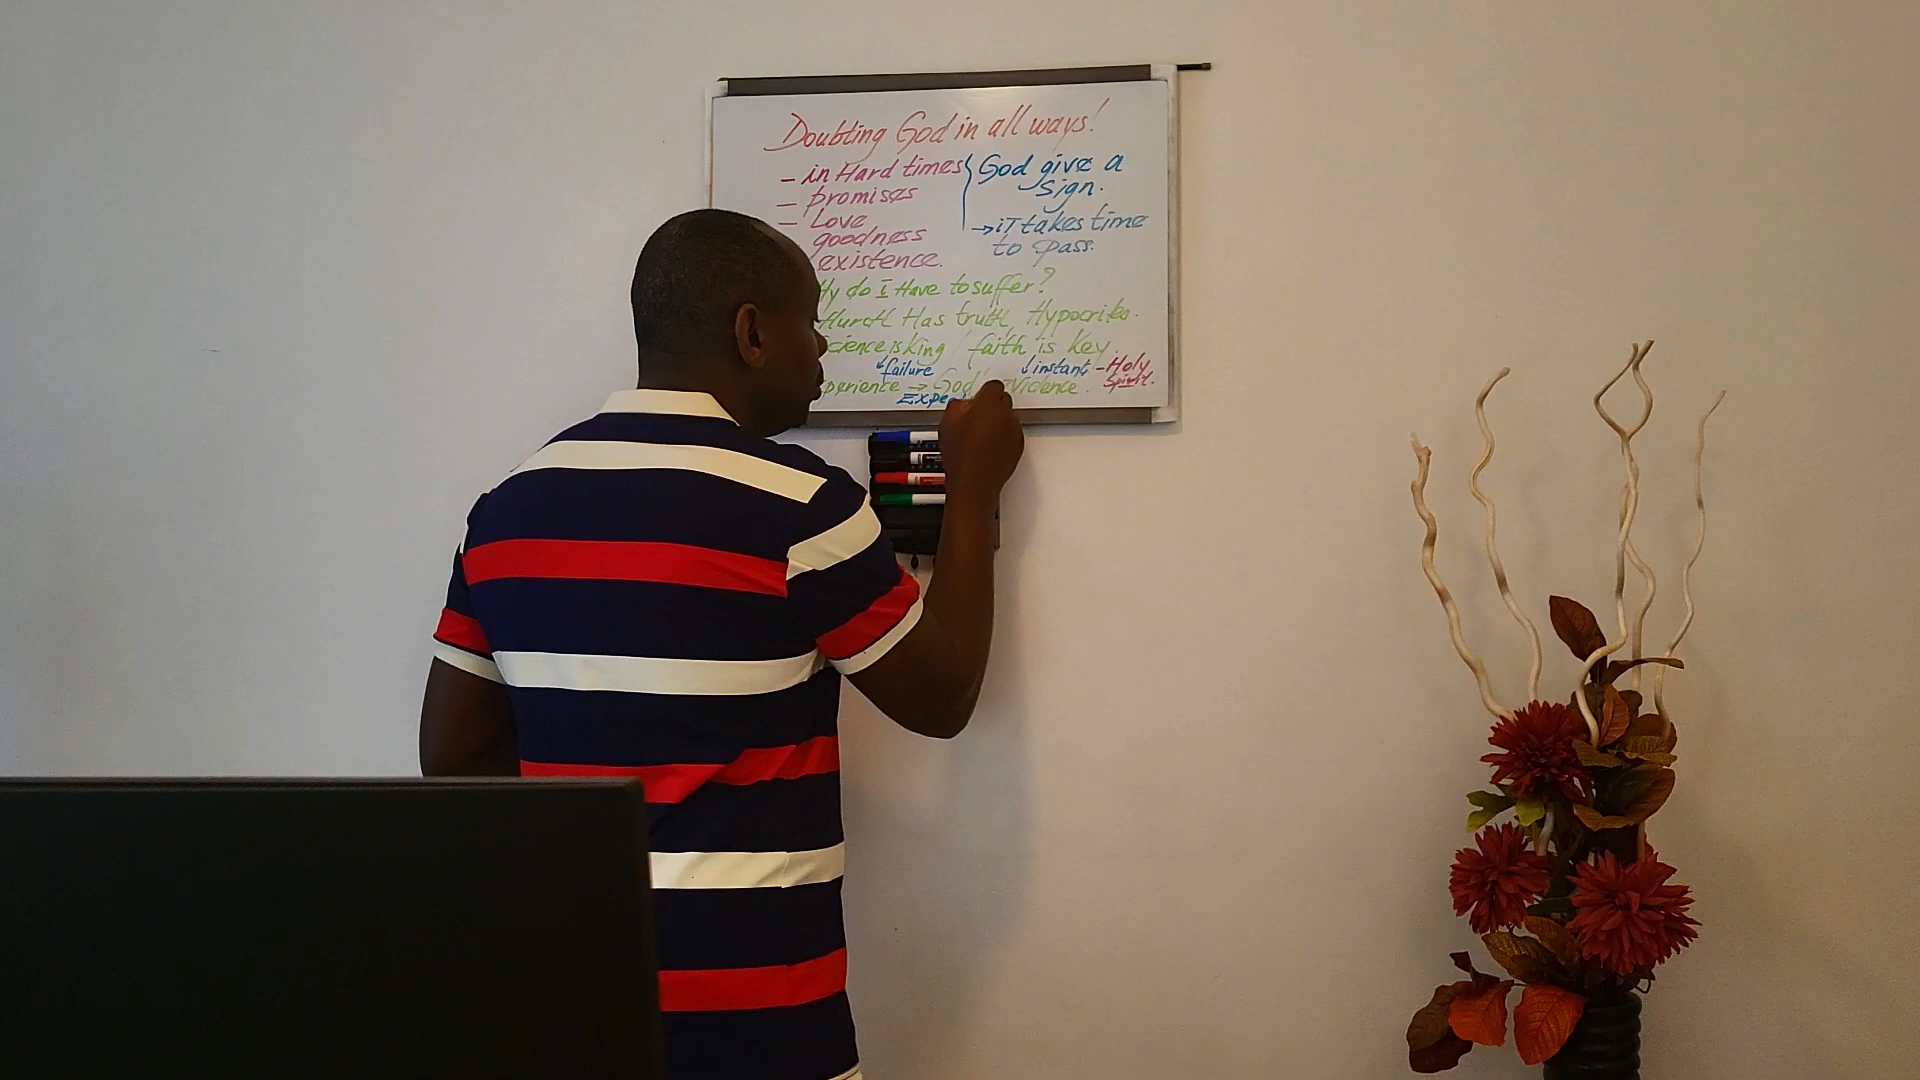 Doubting God in all ways!
- in Hard times
- promises
- Love
goodness
existence.
God give a
sign.
→ iT takes time
to pass.
do I Have to suffer?
Has truth, Hypocrites.
is king / faith is Key.
failure
instant
- Holy
Spirit.
→ God